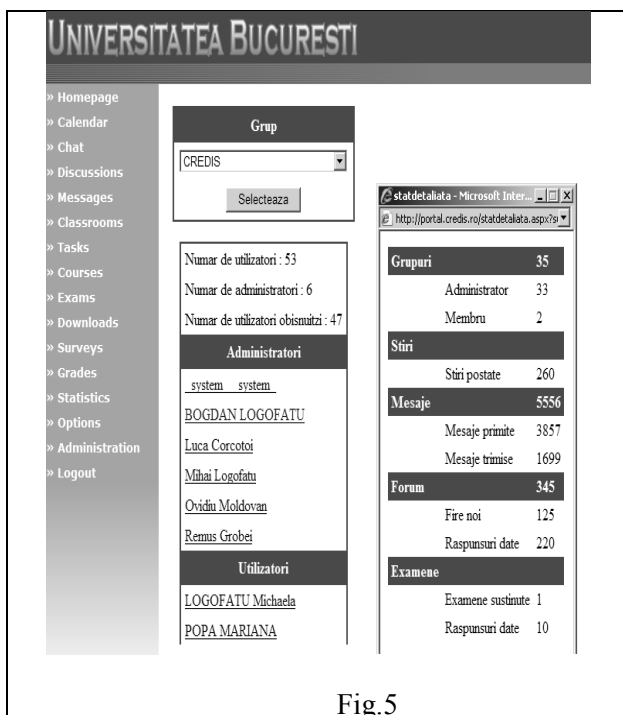 UNIVERSITATEA BUCURESTI
» Homepage
» Calendar
» Chat
» Discussions
» Messages
» Classrooms
» Tasks
» Courses
» Exams
» Downloads
» Surveys
» Grades
» Statistics
» Options
» Administration
» Logout
Grup
CREDIS
Selecteaza
Numar de utilizatori : 53
Numar de administratori : 6
Numar de utilizatori obisnuitzi : 47
Administratori
_system_ _system_
BOGDAN LOGOFATU
Luca Corcotoi
Mihai Logofatu
Ovidiu Moldovan
Remus Grobei
Utilizatori
LOGOFATU Michaela
POPA MARIANA
statdetaliata - Microsoft Inter...
http://portal.credis.ro/statdetaliata.aspx?s
Grupuri 35
Administrator 33
Membru 2
Stiri
Stiri postate 260
Mesaje 5556
Mesaje primite 3857
Mesaje trimise 1699
Forum 345
Fire noi 125
Raspunsuri date 220
Examene
Examene sustinute 1
Raspunsuri date 10
Fig.5